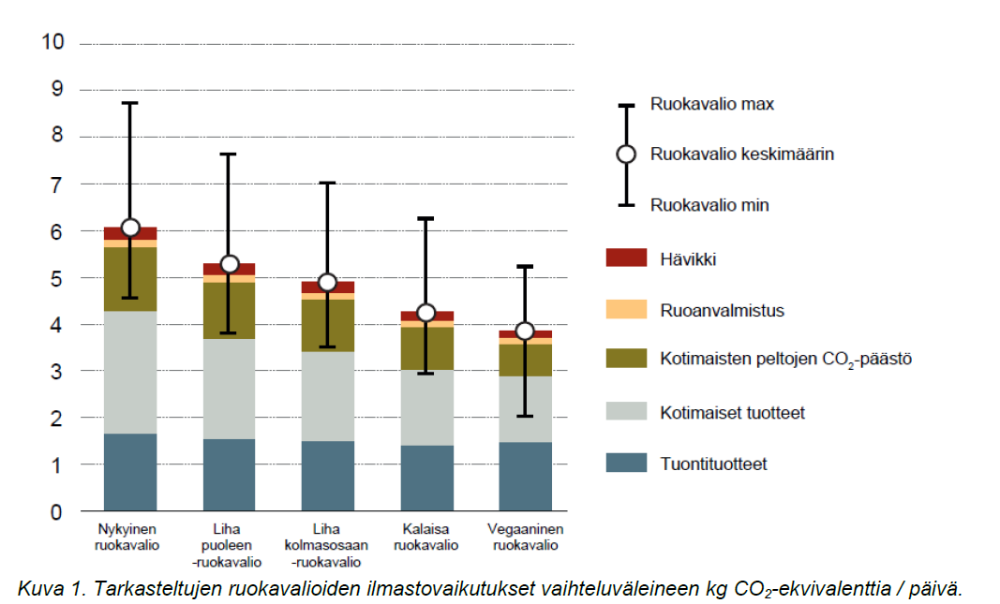 10
9
8
7
6
5
4
3
2
1
0
Nykyinen
ruokavalio
Liha
puoleen
-ruokavalio
Liha
kolmasosaan
-ruokavalio
Kalaisa
ruokavalio
Vegaaninen
ruokavalio
Ruokavalio max
Ruokavalio keskimäärin
Ruokavalio min
Hävikki
Ruoanvalmistus
Kotimaisten peltojen CO₂-päästö
Kotimaiset tuotteet
Tuontituotteet
Kuva 1. Tarkasteltujen ruokavalioiden ilmastovaikutukset vaihteluväleineen kg CO₂-ekvivalenttia / päivä.